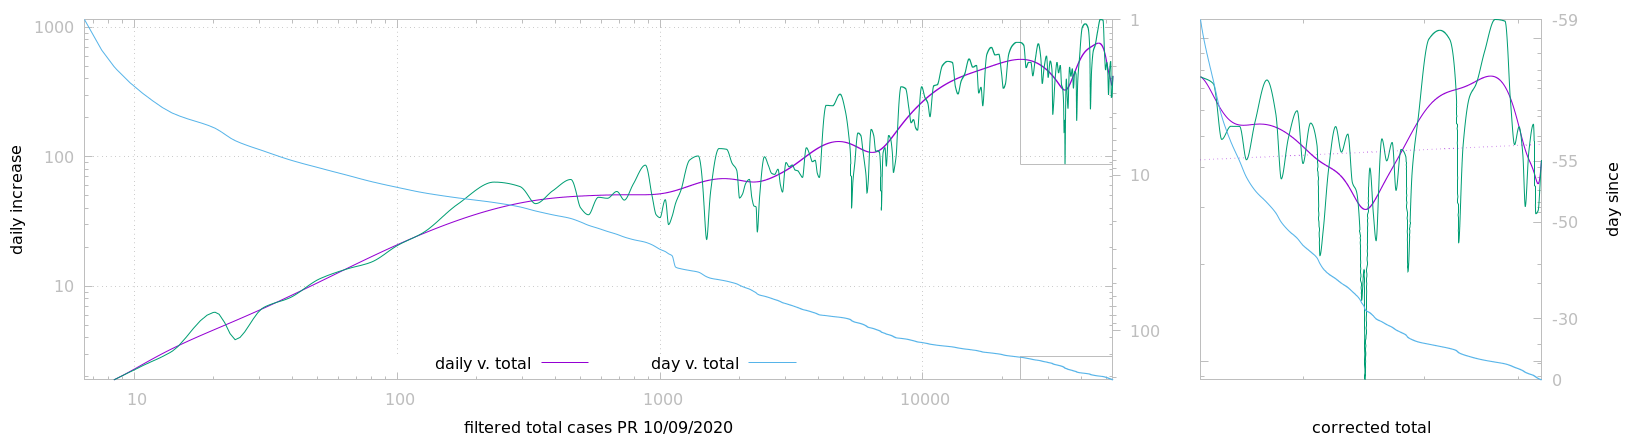 daily increase
1000
100
10
daily v. total
day v. total
10
100
1000
10000
filtered total cases PR 10/09/2020
1
10
100
-59
-55
-50
-30
0
day since
corrected total